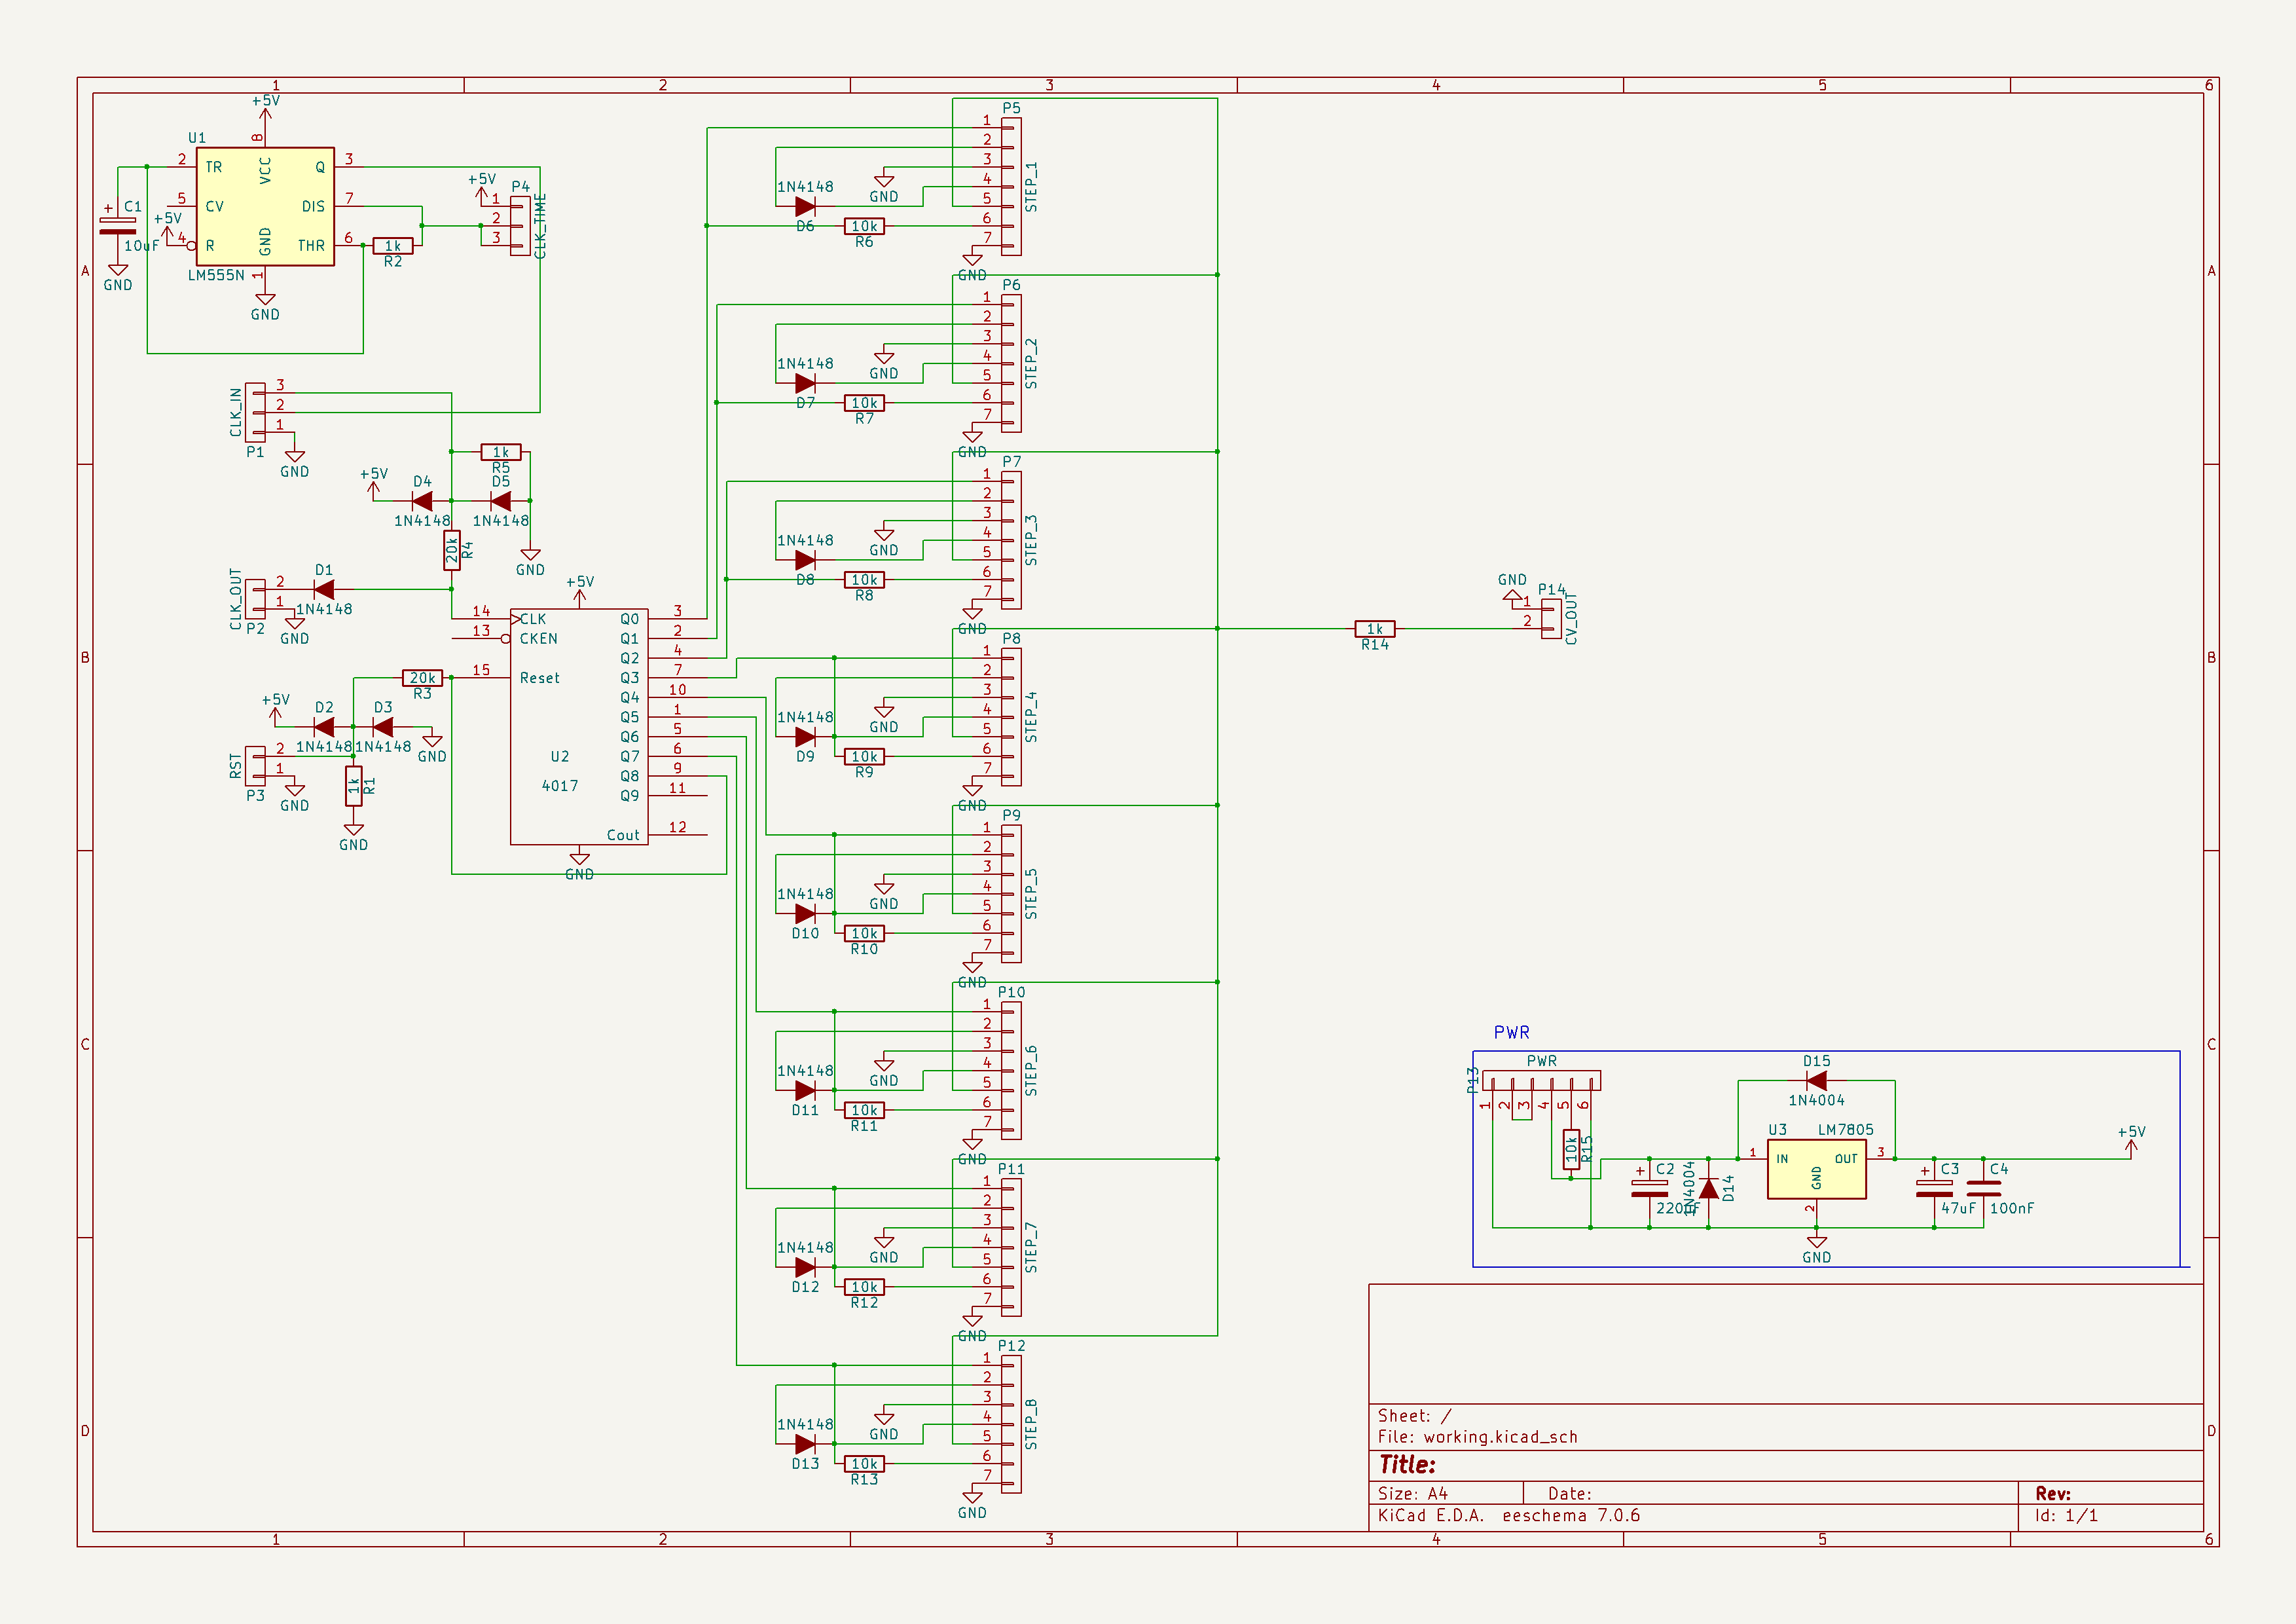 1 2 3 4 5 6
A A
B B
C C
D D
1 2 3 4 5 6
+5V
U1
8
2 TR VCC Q 3
5 CV DIS 7
4 R GND THR 6
1
LM555N
GND
+ C1
10uF
GND
+5V
1k
R2
+5V
P4
1
2
3
CLK_TIME
CLK_IN
3
2
1
P1
GND
1k
R5
+5V
D4
1N4148
D5
1N4148
20k
R4
GND
CLK_OUT
2
1
P2
D1
1N4148
GND
+5V
14 CLK Q0 3
13 CKEN Q1 2
Q2 4
15 Reset Q3 7
Q4 10
Q5 1
Q6 5
U2 Q7 6
Q8 9
4017 Q9 11
Cout 12
GND
20k
R3
+5V
D2
1N4148
D3
1N4148
GND
RST
2
1
P3
GND
1k
R1
GND
P5
1
2
3
4
5
6
7
STEP_1
1N4148
D6
GND
10k
R6
GND
P6
1
2
3
4
5
6
7
STEP_2
1N4148
D7
GND
10k
R7
GND
P7
1
2
3
4
5
6
7
STEP_3
1N4148
D8
GND
10k
R8
GND
P8
1
2
3
4
5
6
7
STEP_4
1N4148
D9
GND
10k
R9
GND
P9
1
2
3
4
5
6
7
STEP_5
1N4148
D10
GND
10k
R10
GND
P10
1
2
3
4
5
6
7
STEP_6
1N4148
D11
GND
10k
R11
GND
P11
1
2
3
4
5
6
7
STEP_7
1N4148
D12
GND
10k
R12
GND
P12
1
2
3
4
5
6
7
STEP_8
1N4148
D13
GND
10k
R13
GND
1k
R14
GND
P14
1
2
CV_OUT
PWR
PWR
P13
1 2 3 4 5 6
10k
R15
+ C2
220uF
1N4004
D14
D15
1N4004
U3 LM7805
1 IN OUT 3
GND
2
GND
+ C3
47uF
C4
100nF
+5V
Sheet: /
File: working.kicad_sch
Title:
Size: A4 Date: Rev:
KiCad E.D.A. eeschema 7.0.6 Id: 1/1